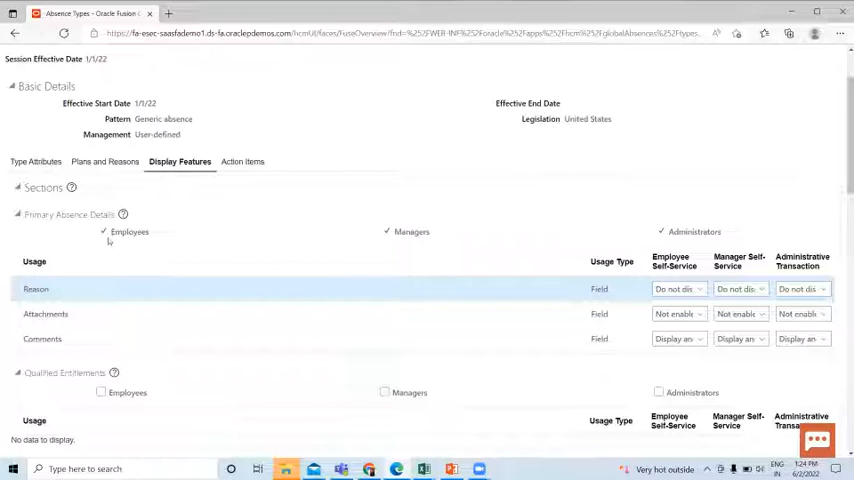 Absence Types - Oracle Fusion C
https://fa-esec-saasfademo1.ds-fa.oraclepdemos.com/hcmUI/faces/FuseOverview/fnd=%252FWER-INF%252Foracle%252Fapps%252Fhcm%252FglobalAbsences%252Ftypes...
Session Effective Date 1/1/22
Basic Details
Effective Start Date 1/1/22
Effective End Date
Pattern Generic absence
Legislation United States
Management User-defined
Type Attributes Plans and Reasons Display Features Action Items
Sections ?
Primary Absence Details ?
Employees Managers Administrators
Usage Usage Type Employee Self-Service Manager Self-Service Administrative Transaction
Reason Field Do not dis Do not dis Do not dis
Attachments Field Not enable Not enable Not enable
Comments Field Display an Display an Display an
Qualified Entitlements ?
Employees Managers Administrators
Usage Usage Type Employee Self-Service Manager Self-Service Administrative Transa
No data to display.
Type here to search
Very hot outside
ENG
IN
1:24 PM
6/2/2022